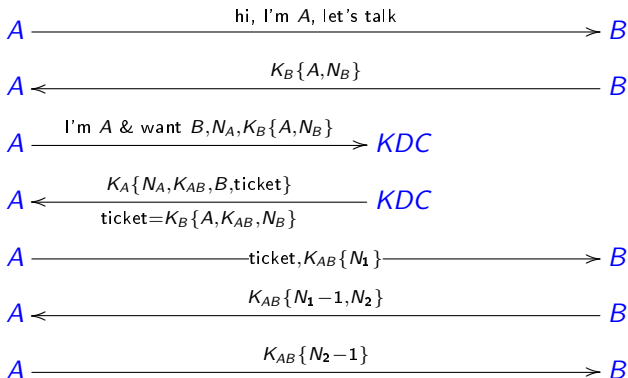 hi, I'm A, let's talk
A B
K_B{A,N_B}
A B
I'm A & want B,N_A,K_B{A,N_B}
A KDC
K_A{N_A,K_AB,B,ticket}
A KDC
ticket=K_B{A,K_AB,N_B}
A ticket,K_AB{N_1} B
K_AB{N_1−1,N_2}
A B
K_AB{N_2−1}
A B